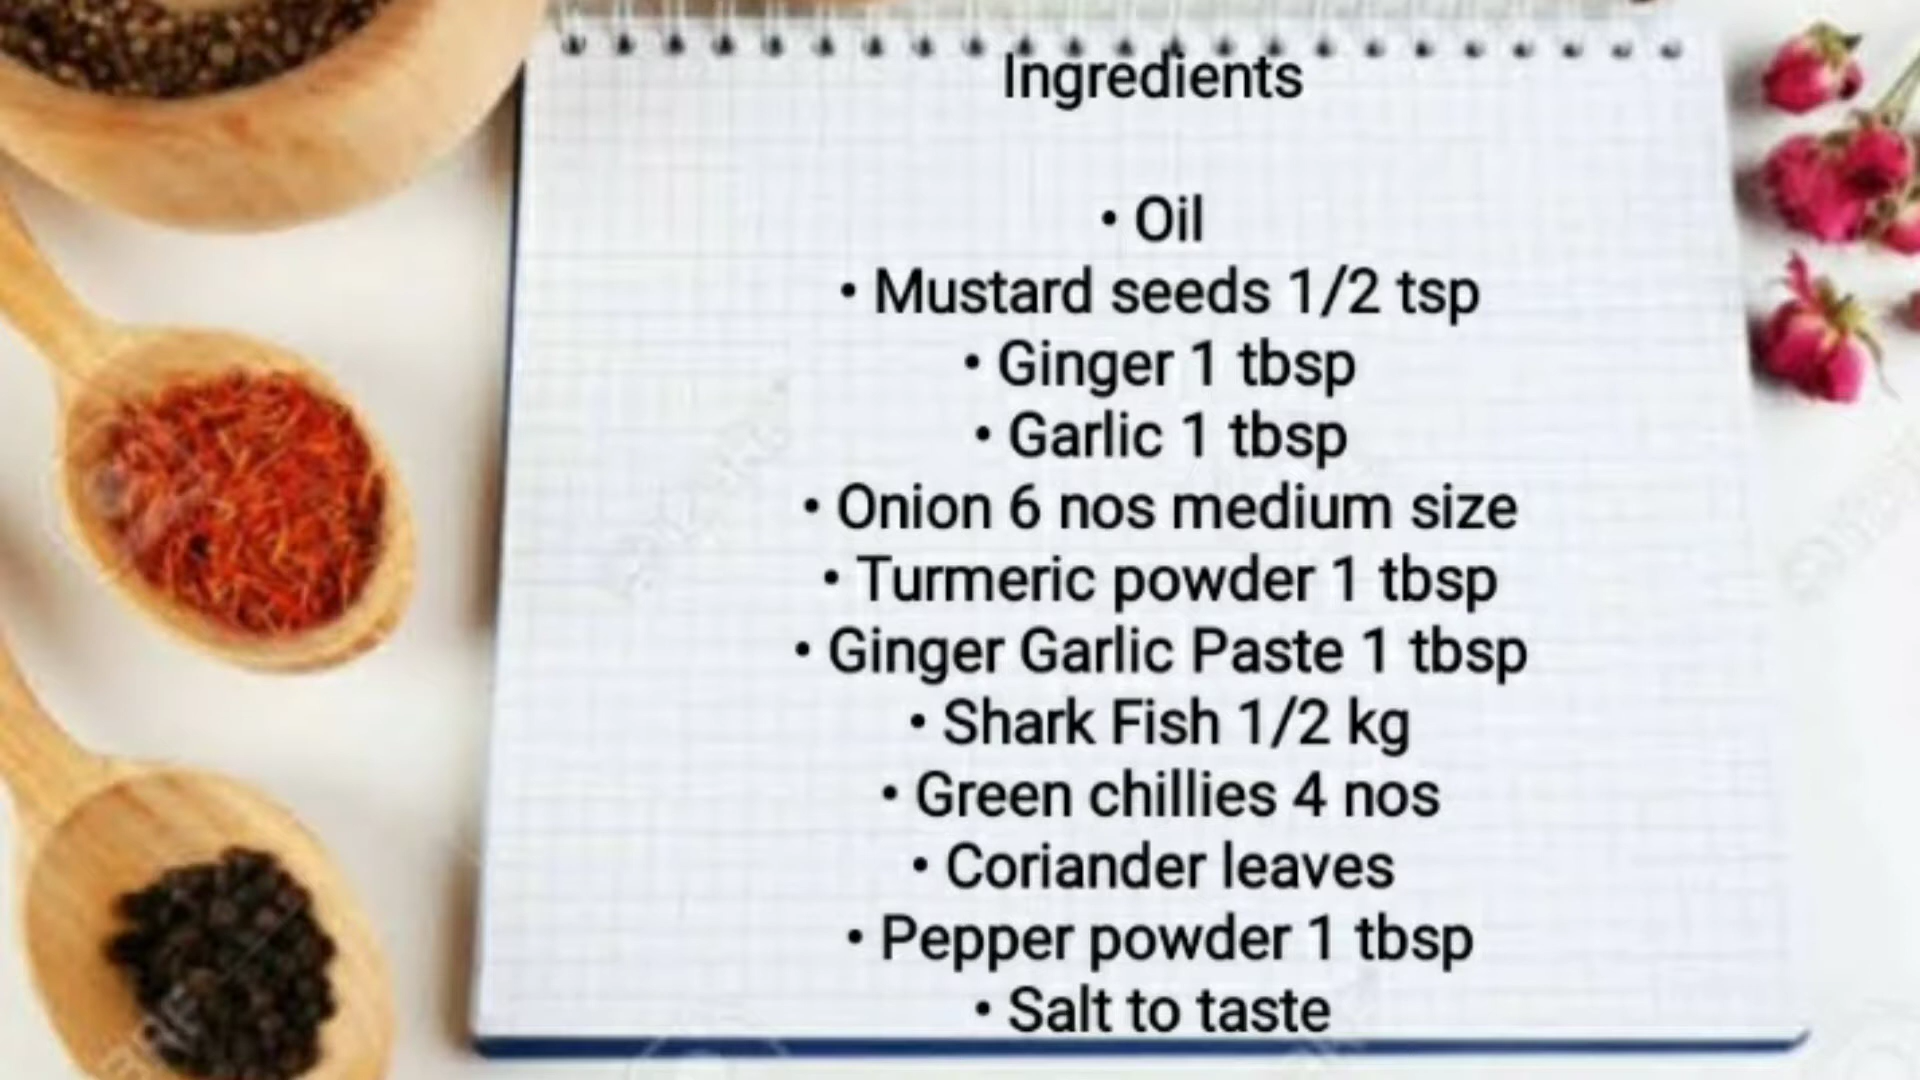 Ingredients
• Oil
• Mustard seeds 1/2 tsp
• Ginger 1 tbsp
• Garlic 1 tbsp
• Onion 6 nos medium size
• Turmeric powder 1 tbsp
• Ginger Garlic Paste 1 tbsp
• Shark Fish 1/2 kg
• Green chillies 4 nos
• Coriander leaves
• Pepper powder 1 tbsp
• Salt to taste